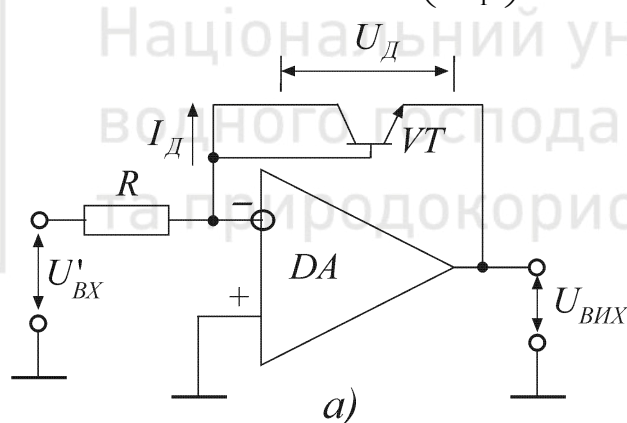 Національний ун
U_Д
водного господа
I_Д
VT
R
та природокорис
−
DA
U'_ВХ
+
U_ВИХ
а)